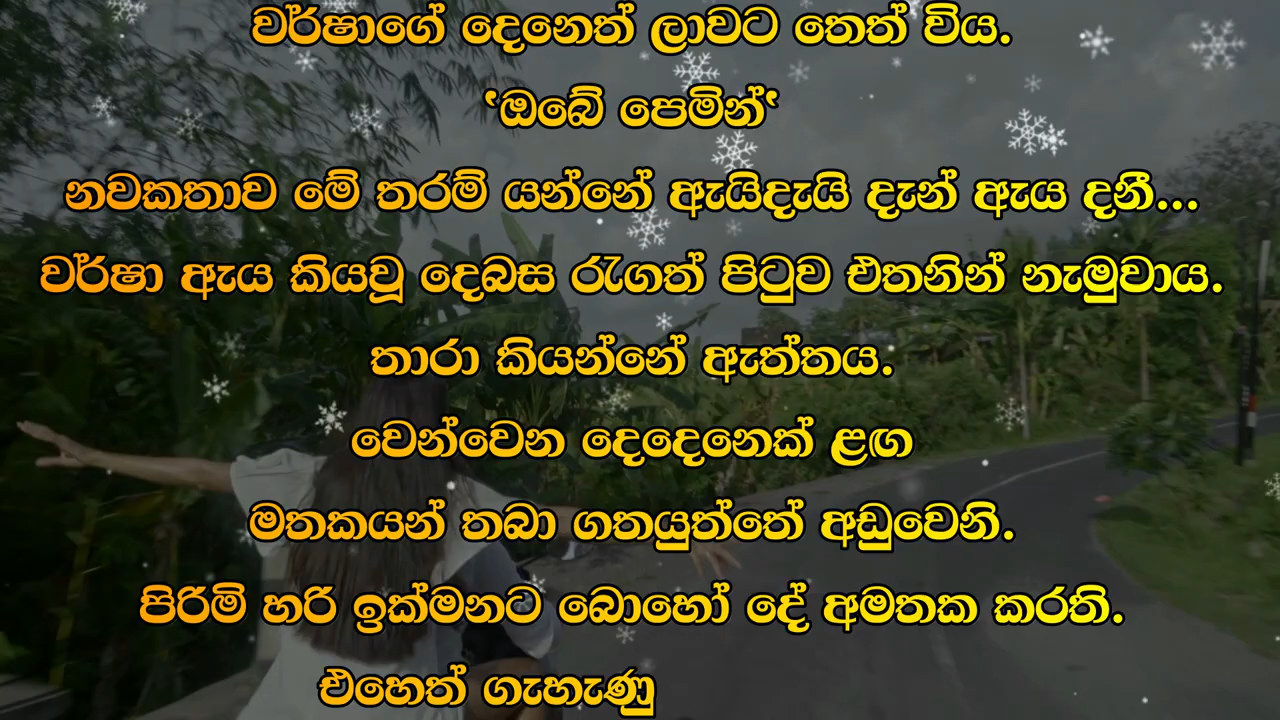 වර්ෂාගේ දෙනෙත් ලාවට තෙත් විය.
‛ඔබේ පෙමින්‛
නවකතාව මේ තරම් යන්නේ ඇයිදැයි දැන් ඇය දනී...
වර්ෂා ඇය කියවූ දෙබස රැගත් පිටුව එතනින් නැමුවාය.
තාරා කියන්නේ ඇත්තය.
වෙන්වෙන දෙදෙනෙක් ළඟ
මතකයන් තබා ගතයුත්තේ අඩුවෙනි.
පිරිමි හරි ඉක්මනට බොහෝ දේ අමතක කරති.
එහෙත් ගැහැණු